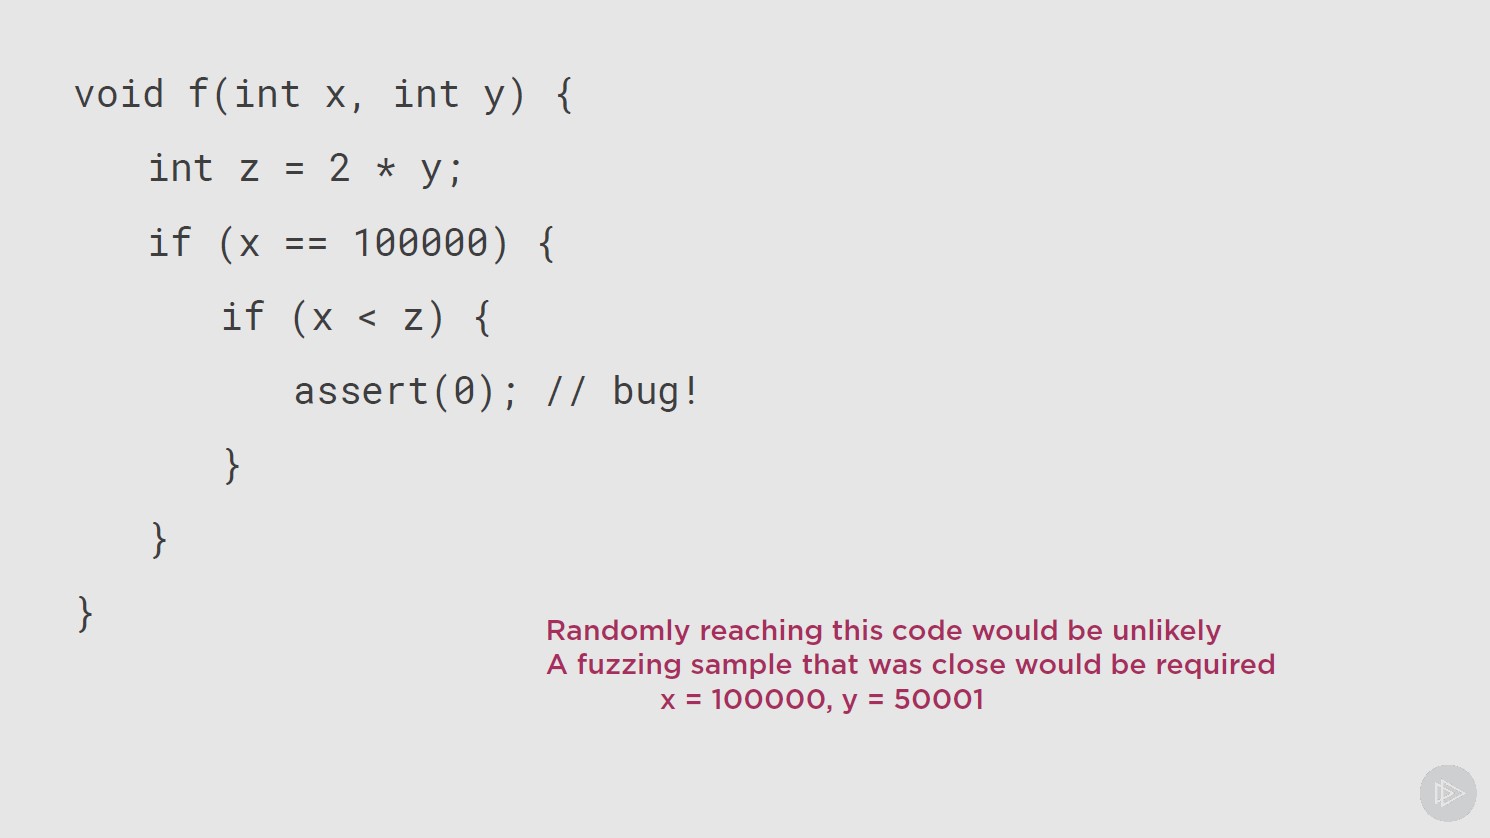 void f(int x, int y) {
int z = 2 * y;
if (x == 100000) {
if (x < z) {
assert(0); // bug!
}
}
}
Randomly reaching this code would be unlikely
A fuzzing sample that was close would be required
x = 100000, y = 50001